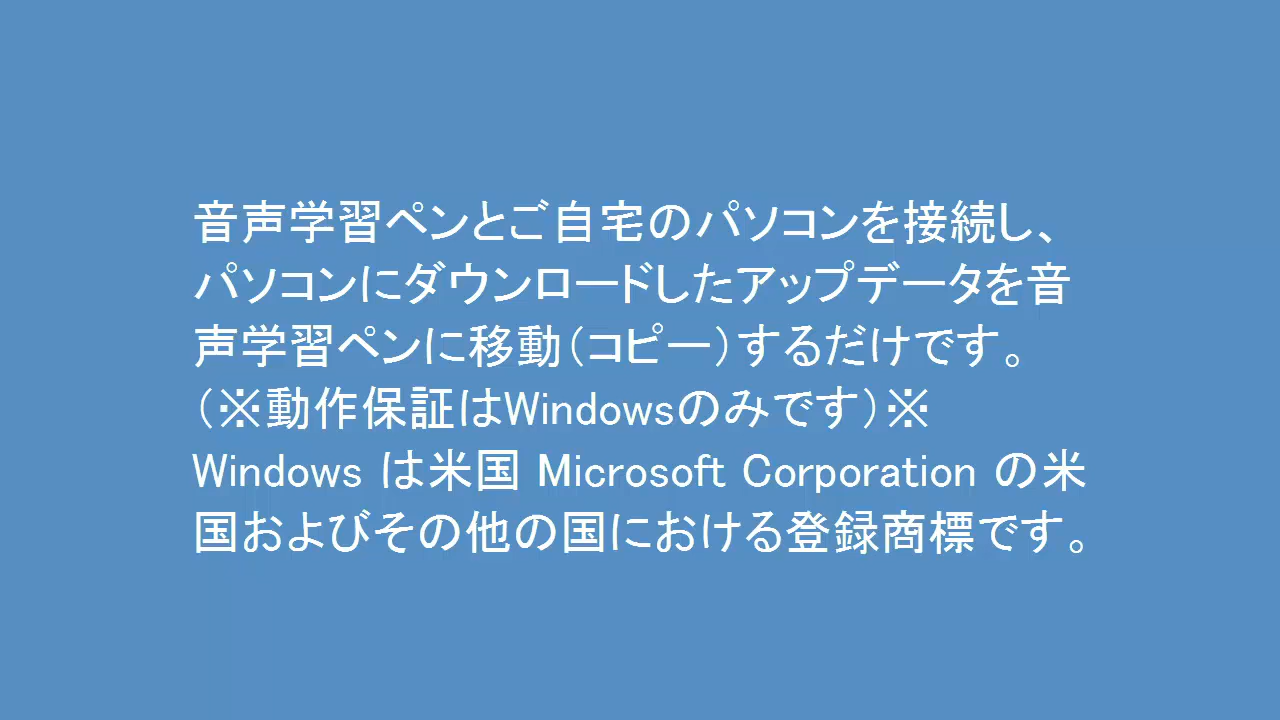 音声学習ペンとご自宅のパソコンを接続し、
パソコンにダウンロードしたアップデータを音
声学習ペンに移動（コピー）するだけです。
（※動作保証はWindowsのみです）※
Windows は米国 Microsoft Corporation の米
国およびその他の国における登録商標です。